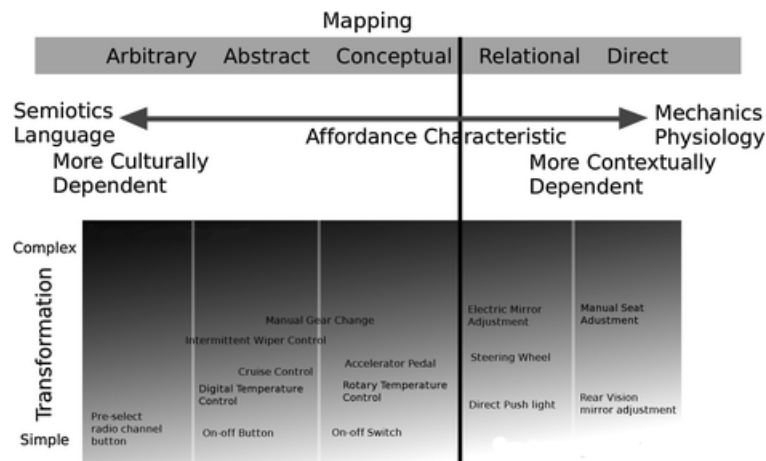 Mapping
Arbitrary Abstract Conceptual Relational Direct
Semiotics
Language
Mechanics
Physiology
Affordance Characteristic
More Culturally
Dependent
More Contextually
Dependent
Complex
Transformation
Simple
Manual Gear Change
Intermittent Wiper Control
Cruise Control
Digital Temperature
Control
Pre-select
radio channel
button
On-off Button
Accelerator Pedal
Rotary Temperature
Control
On-off Switch
Electric Mirror
Adjustment
Steering Wheel
Direct Push light
Manual Seat
Adustment
Rear Vision
mirror adjustment